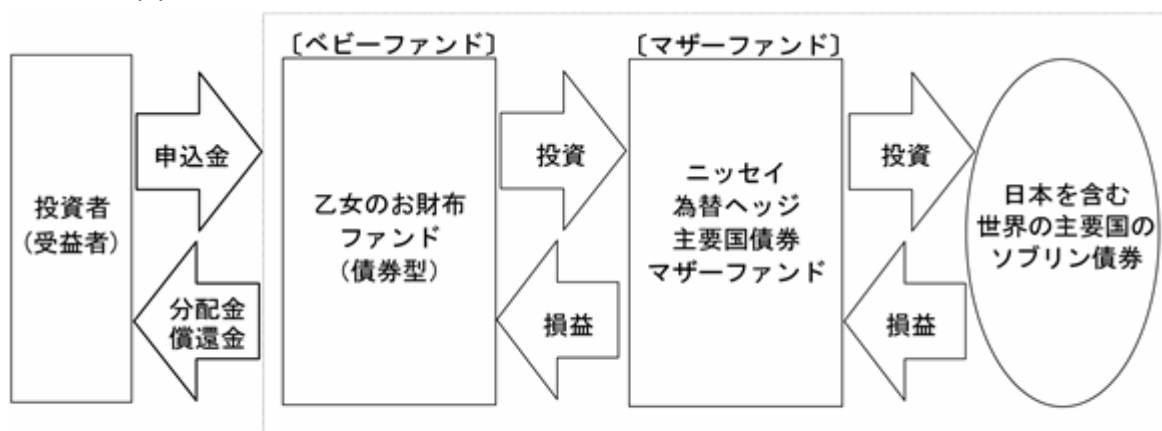 〔ベビーファンド〕
〔マザーファンド〕
投資者
（受益者）
申込金
分配金
償還金
乙女のお財布
ファンド
（債券型）
投資
損益
ニッセイ
為替ヘッジ
主要国債券
マザーファンド
投資
損益
日本を含む
世界の主要国の
ソブリン債券